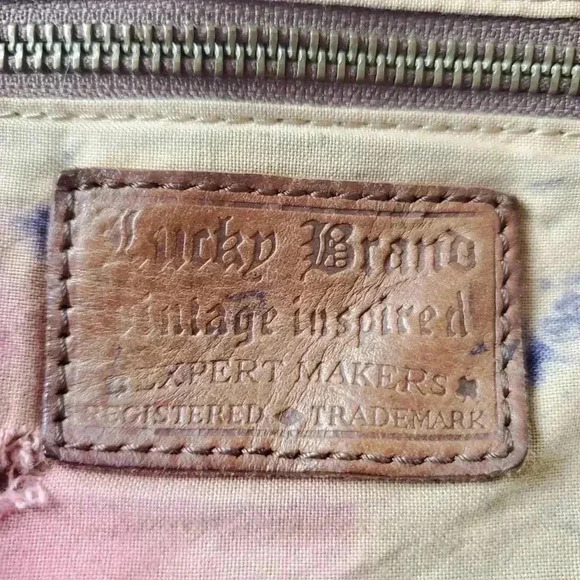 Lucky Brand
vintage inspired
EXPERT MAKERS
REGISTERED TRADEMARK